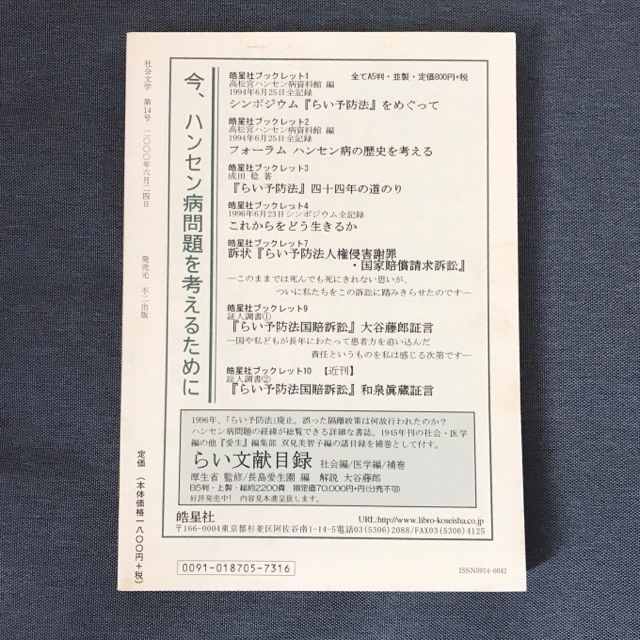 社会文学 第14号 二〇〇〇年六月二四日 発売元 不二出版
定価（本体価格一八〇〇円＋税）
今、ハンセン病問題を考えるために
皓星社ブックレット1 全てA5判・並製・定価800円+税
高松宮ハンセン病資料館 編
1994年6月25日全記録
シンポジウム『らい予防法』をめぐって
皓星社ブックレット2
高松宮ハンセン病資料館 編
1994年6月25日全記録
フォーラム ハンセン病の歴史を考える
皓星社ブックレット3
成田 稔 著
『らい予防法』四十四年の道のり
皓星社ブックレット4
1996年6月23日シンポジウム全記録
これからをどう生きるか
皓星社ブックレット7
訴状『らい予防法人権侵害謝罪
・国家賠償請求訴訟』
―このままでは死んでも死にきれない思いが、
ついに私たちをこの訴訟に踏みきらせたのです―
皓星社ブックレット9
証人調書①
『らい予防法国賠訴訟』大谷藤郎証言
―国や私どもが長年にわたって患者方を追い込んだ
責任というものを私は感じる次第です―
皓星社ブックレット10 【近刊】
証人調書②
『らい予防法国賠訴訟』和泉眞蔵証言
1996年、「らい予防法」廃止。誤った隔離政策は何故行われたのか?
ハンセン病問題の経緯が総覧できる詳細な書誌。1945年刊の社会・医学
編の他『愛生』編集部 双見美智子編の諸目録を補巻として付す。
らい文献目録 社会編/医学編/補巻
厚生省 監修/長島愛生園 編 解説 大谷藤郎
B5判・上製・総約2200頁 揃定価70,000円+円(分売不可)
好評発売中! 内容見本進呈致します。
皓星社 URL:http://www.libro-koseisha.co.jp
〒166-0004東京都杉並区阿佐谷南1-14-5電話03(5306)2088/FAX03(5306)4125
0091-018705-7316
ISSN0914-0042